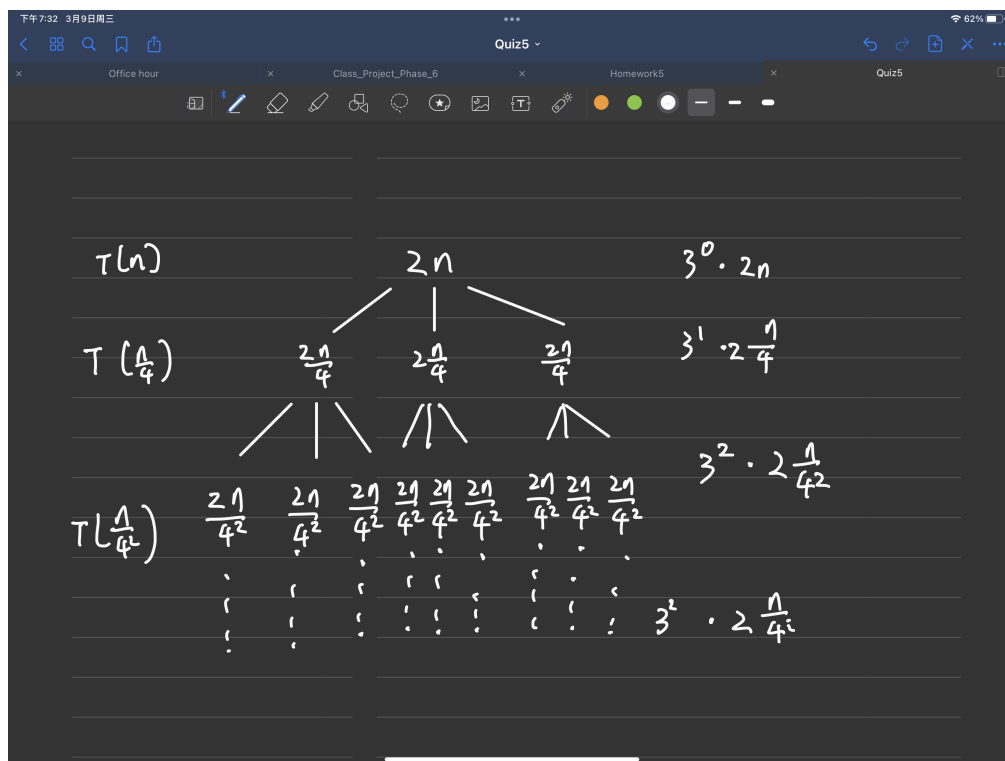 下午7:32 3月9日周三 62%
Quiz5
Office hour Class_Project_Phase_6 Homework5 Quiz5
T(n) 2n 3⁰ · 2n
T(n/4) 2n/4 2n/4 2n/4 3¹ · 2 n/4
3² · 2 n/4²
T(n/4²) 2n/4² 2n/4² 2n/4² 2n/4² 2n/4² 2n/4² 2n/4² 2n/4² 2n/4²
3² · 2 n/4ⁱ